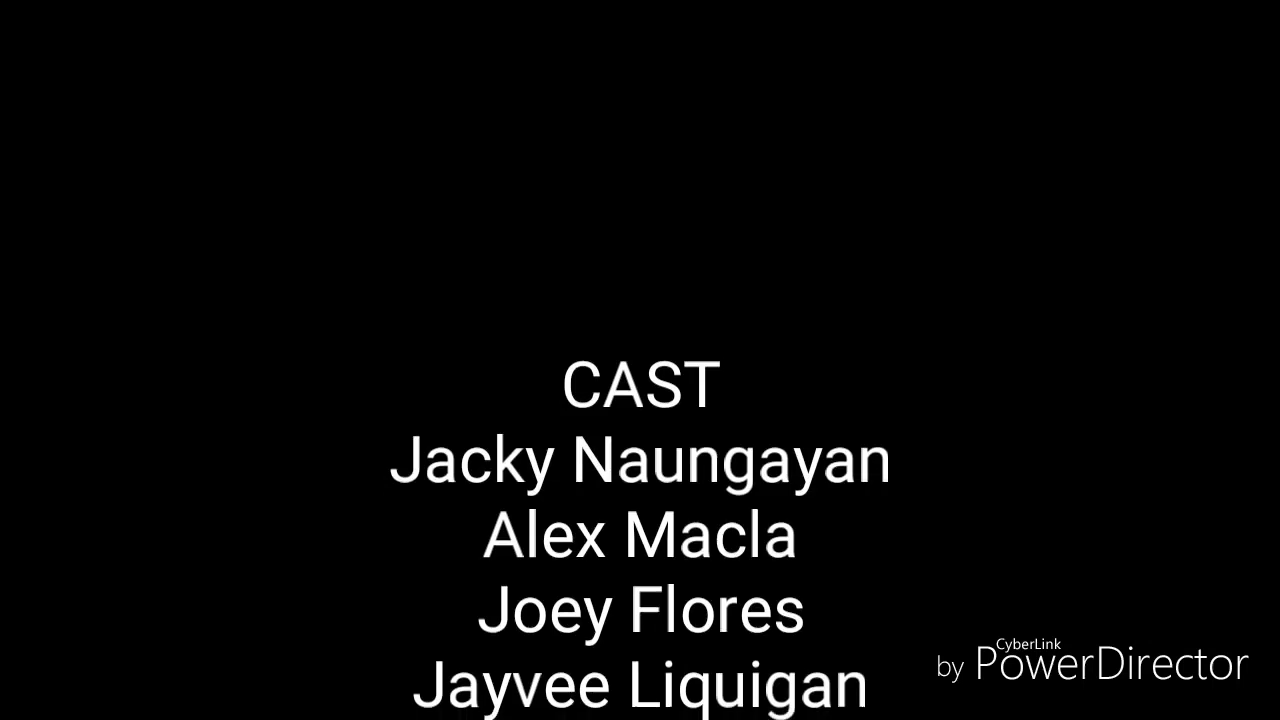 CAST
Jacky Naungayan
Alex Macla
Joey Flores
Jayvee Liquigan
CyberLink
by PowerDirector